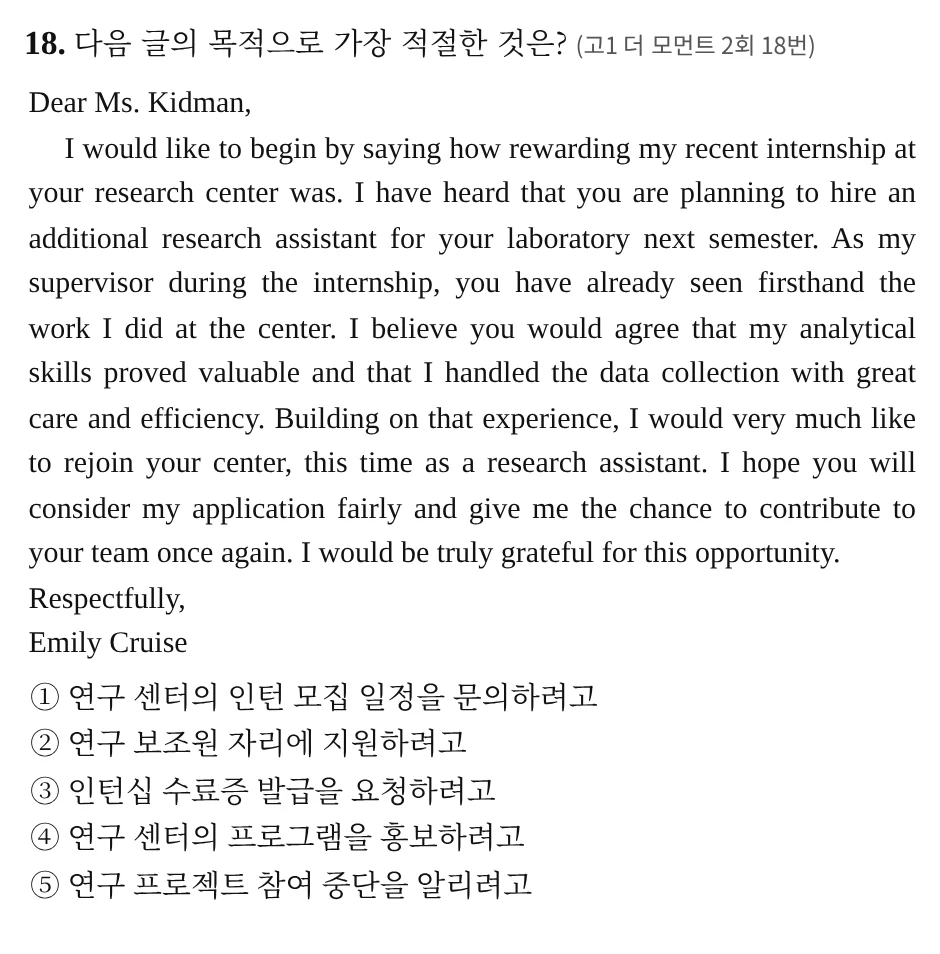 18. 다음 글의 목적으로 가장 적절한 것은? (고1 더 모먼트 2회 18번)
Dear Ms. Kidman,
I would like to begin by saying how rewarding my recent internship at
your research center was. I have heard that you are planning to hire an
additional research assistant for your laboratory next semester. As my
supervisor during the internship, you have already seen firsthand the
work I did at the center. I believe you would agree that my analytical
skills proved valuable and that I handled the data collection with great
care and efficiency. Building on that experience, I would very much like
to rejoin your center, this time as a research assistant. I hope you will
consider my application fairly and give me the chance to contribute to
your team once again. I would be truly grateful for this opportunity.
Respectfully,
Emily Cruise
① 연구 센터의 인턴 모집 일정을 문의하려고
② 연구 보조원 자리에 지원하려고
③ 인턴십 수료증 발급을 요청하려고
④ 연구 센터의 프로그램을 홍보하려고
⑤ 연구 프로젝트 참여 중단을 알리려고